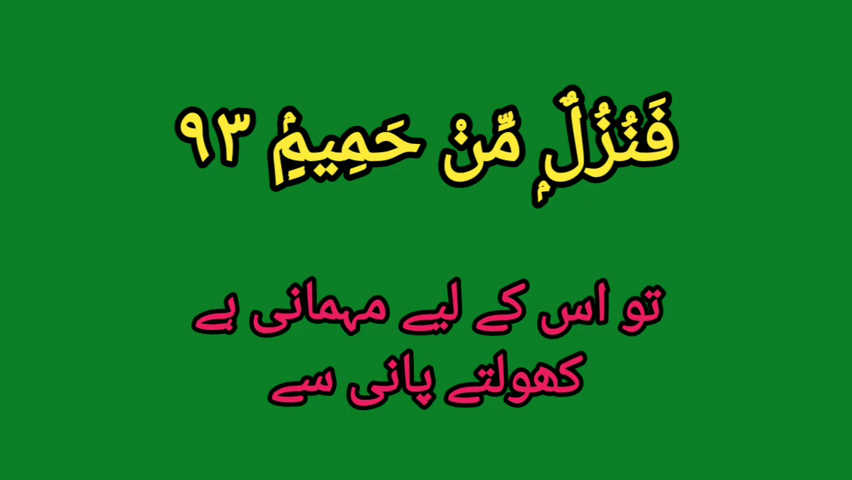 فَنُزُلٌۭ مِّنْ حَمِيمٍۢ ٩٣
تو اس کے لیے مہمانی ہے
کھولتے پانی سے